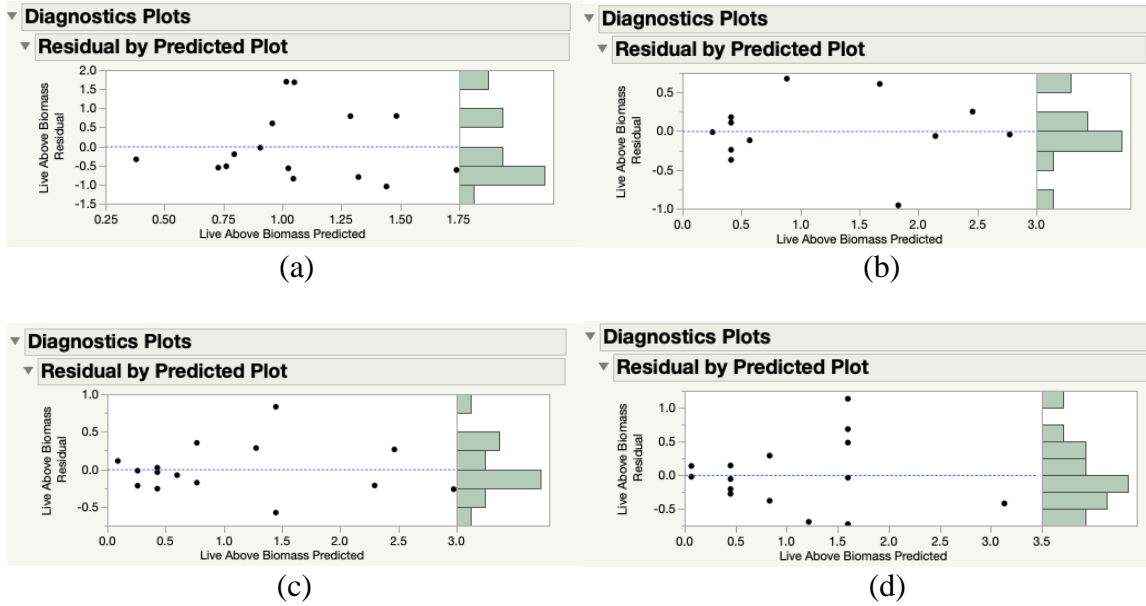 Diagnostics Plots
Residual by Predicted Plot
Live Above Biomass
Residual
2.0
1.5
1.0
0.5
0.0
-0.5
-1.0
-1.5
0.25 0.50 0.75 1.00 1.25 1.50 1.75
Live Above Biomass Predicted
(a)
Diagnostics Plots
Residual by Predicted Plot
Live Above Biomass
Residual
0.5
0.0
-0.5
-1.0
0.0 0.5 1.0 1.5 2.0 2.5 3.0
Live Above Biomass Predicted
(b)
Diagnostics Plots
Residual by Predicted Plot
Live Above Biomass
Residual
1.0
0.5
0.0
-0.5
0.0 0.5 1.0 1.5 2.0 2.5 3.0
Live Above Biomass Predicted
(c)
Diagnostics Plots
Residual by Predicted Plot
Live Above Biomass
Residual
1.0
0.5
0.0
-0.5
0.0 0.5 1.0 1.5 2.0 2.5 3.0 3.5
Live Above Biomass Predicted
(d)